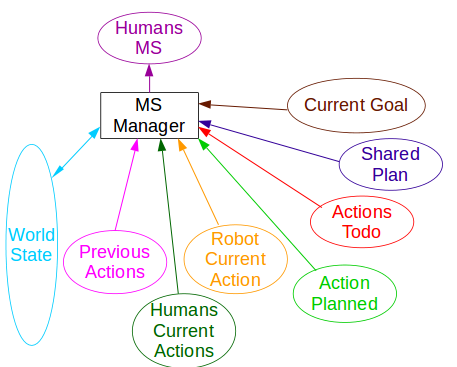 Humans
MS
MS
Manager
Current Goal
Shared
Plan
Actions
Todo
World
State
Previous
Actions
Robot
Current
Action
Action
Planned
Humans
Current
Actions